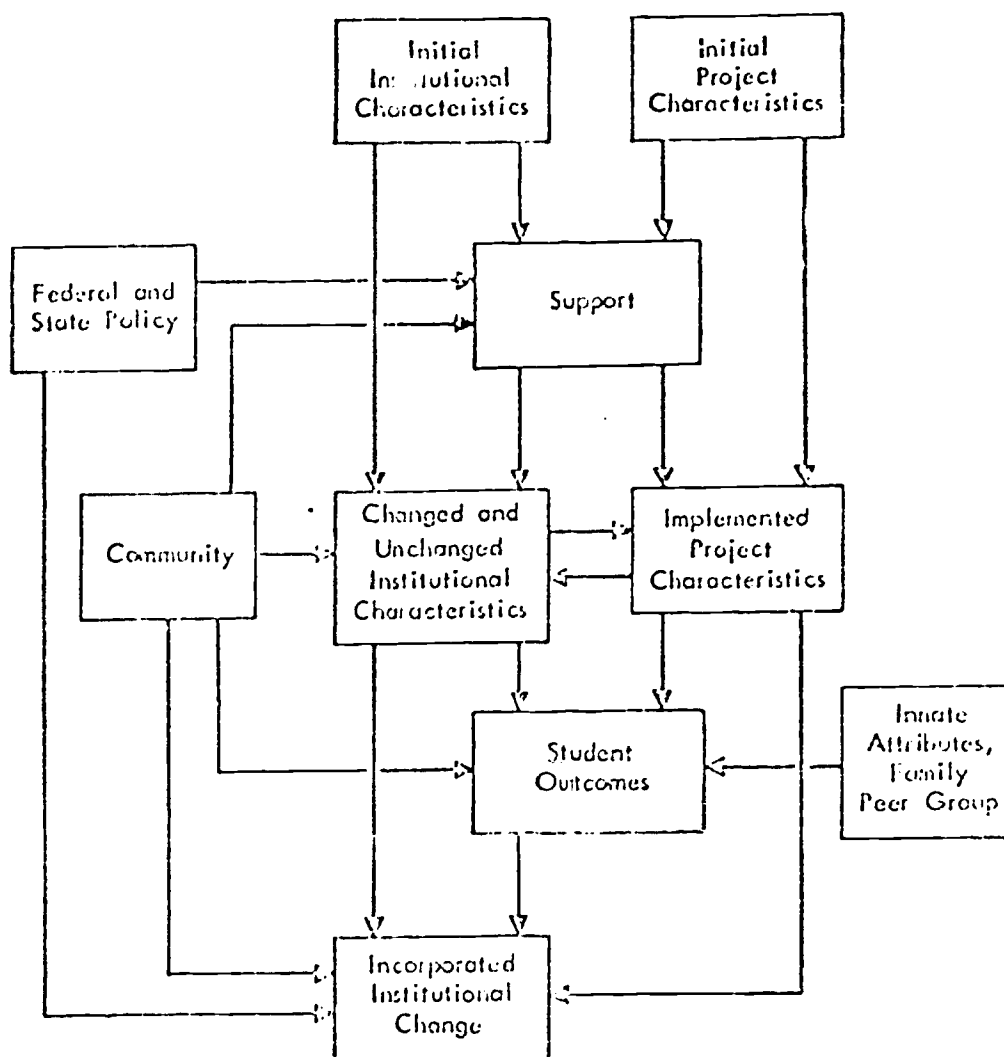 Initial
Institutional
Characteristics
Initial
Project
Characteristics
Federal and
State Policy
Support
Community
Changed and
Unchanged
Institutional
Characteristics
Implemented
Project
Characteristics
Student
Outcomes
Innate
Attributes,
Family
Peer Group
Incorporated
Institutional
Change